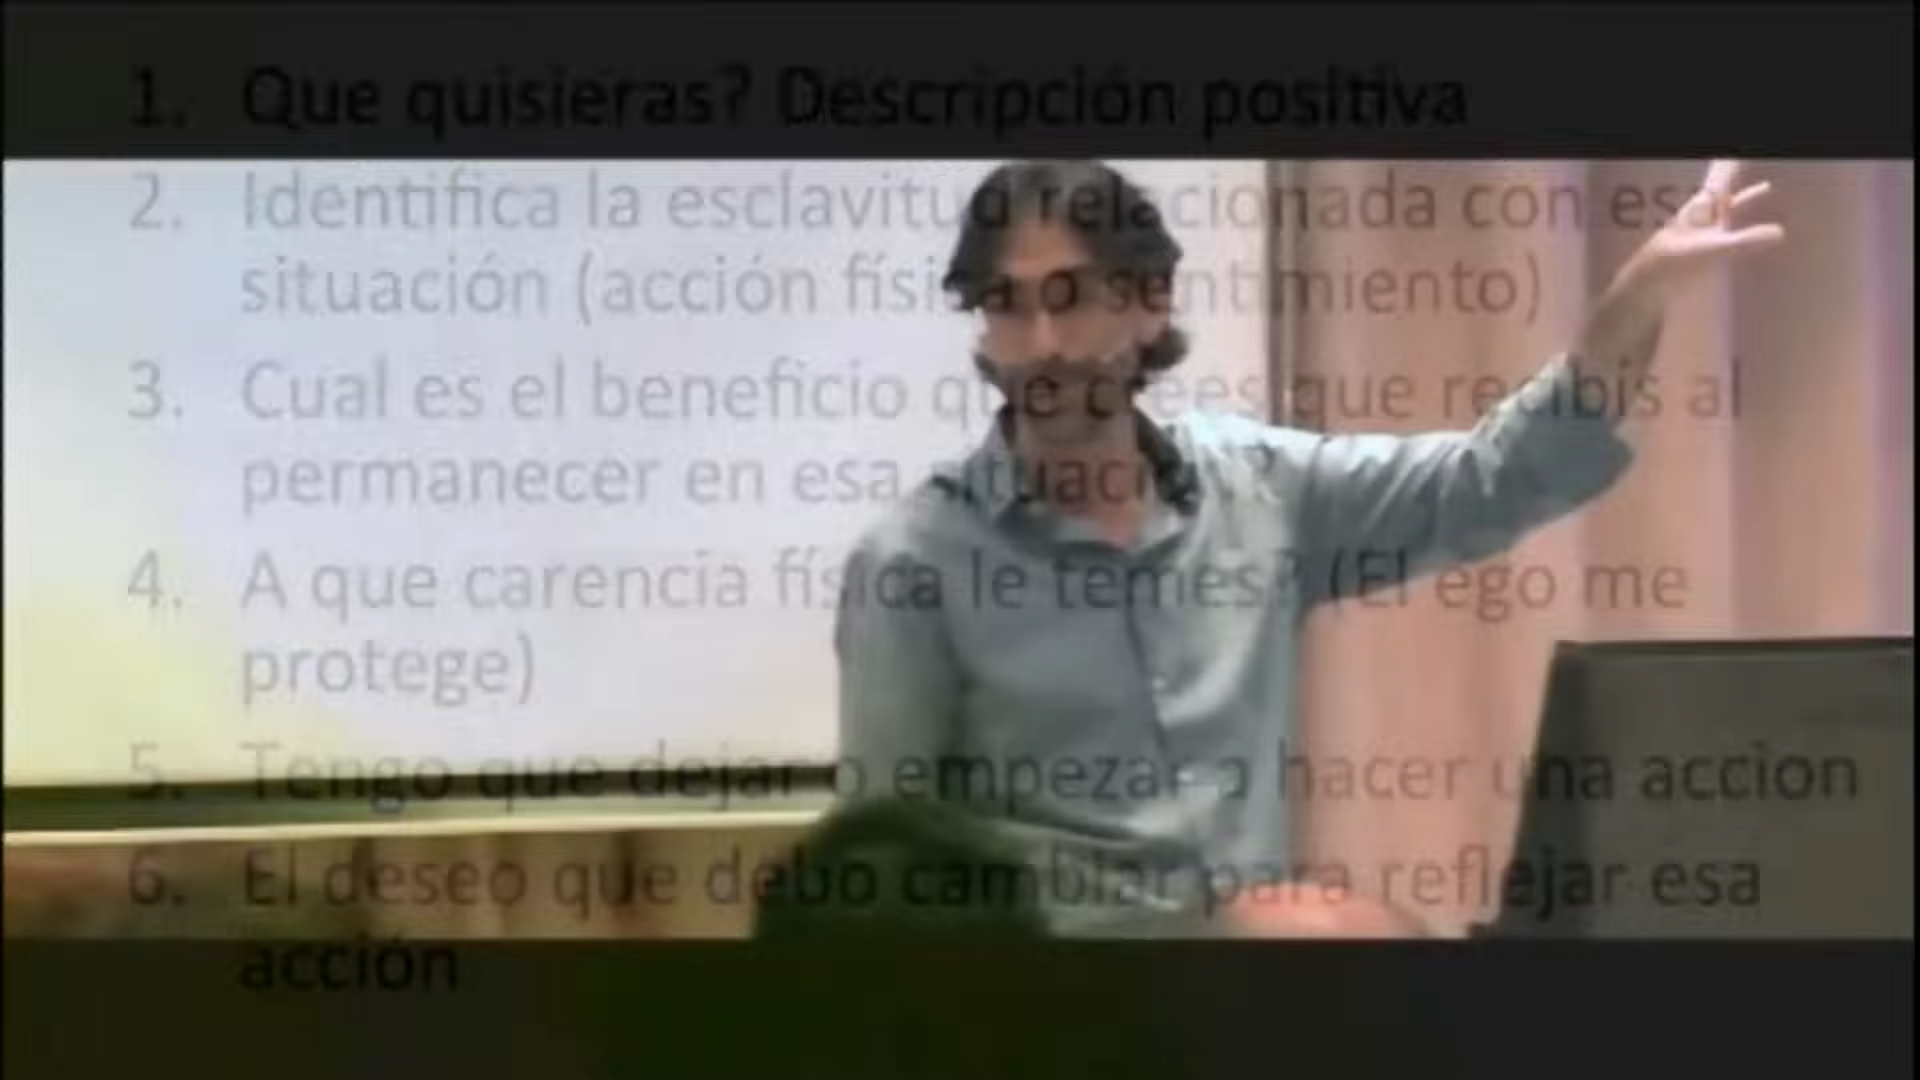 1. Que quisieras? Descripción positiva
2. Identifica la esclavitud relacionada con esa
situación (acción física o sentimiento)
3. Cual es el beneficio que crees que recibís al
permanecer en esa situación?
4. A que carencia física le temes? (El ego me
protege)
5. Tengo que dejar o empezar a hacer una accion
6. El deseo que debo cambiar para reflejar esa
acción